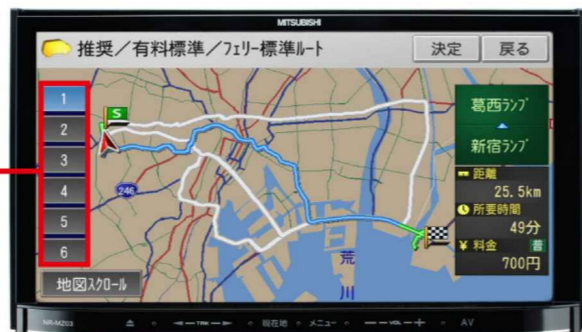 MITSUBISHI
推奨／有料標準／フェリー標準ルート
決定
戻る
1
2
3
4
5
6
S
246
荒
川
葛西ランプ
新宿ランプ
距離
25.5km
所要時間
49分
¥ 料金 普
700円
地図スクロール
NR-MZ03
TRK
現在地
メニュー
VOL
AV